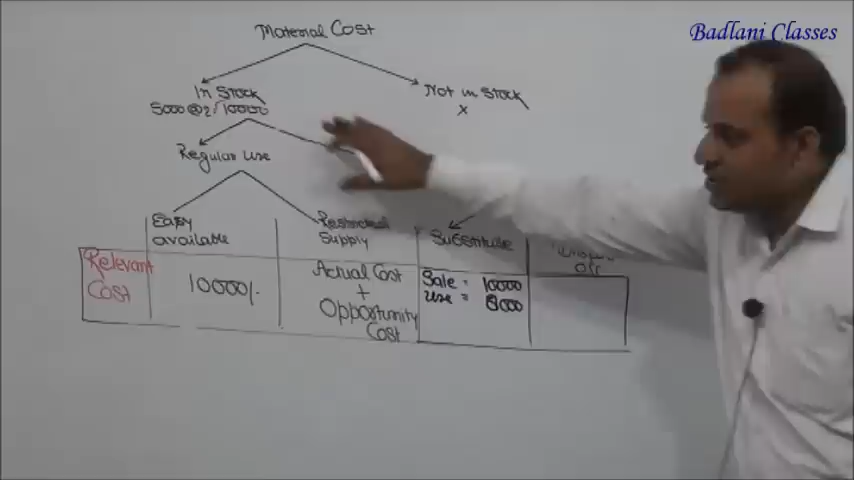 Badlani Classes
Material Cost
In Stock
5000 @ 2/ 10000
Not in Stock
x
Regular use
Easy
available
Restricted
Supply
Substitute
off
Relevant
Cost
10000/-
Actual Cost
+
Opportunity
Cost
Sale = 10000
use = 8000